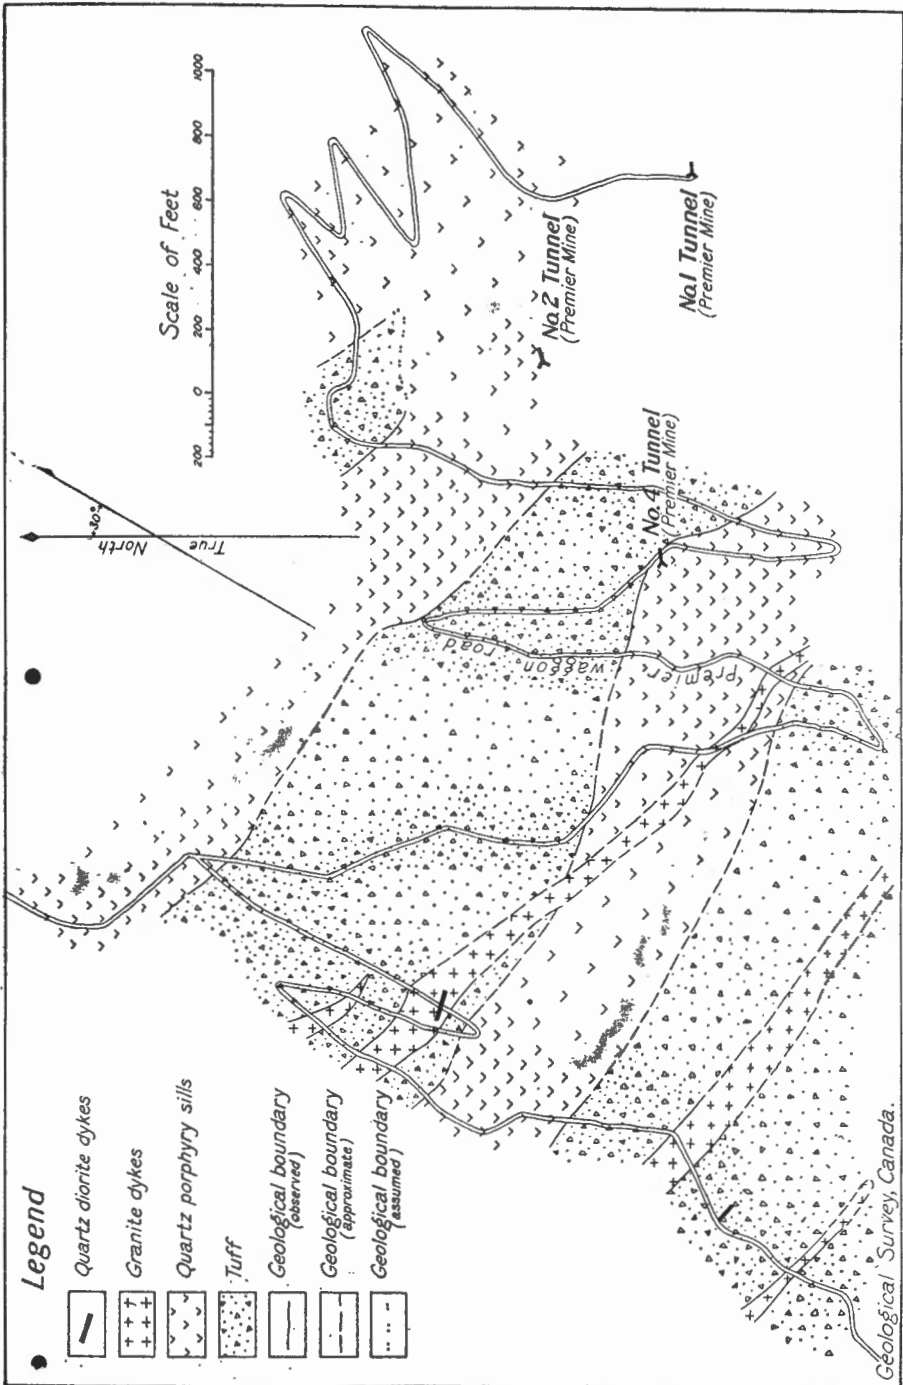 Legend
Quartz diorite dykes
Granite dykes
Quartz porphyry sills
Tuff
Geological boundary
(observed)
Geological boundary
(approximate)
Geological boundary
(assumed)
True North
30°
Scale of Feet
200 0 200 400 600 800 1000
Premier waggon road
No. 4 Tunnel
(Premier Mine)
No. 2 Tunnel
(Premier Mine)
No. 1 Tunnel
(Premier Mine)
Geological Survey, Canada.